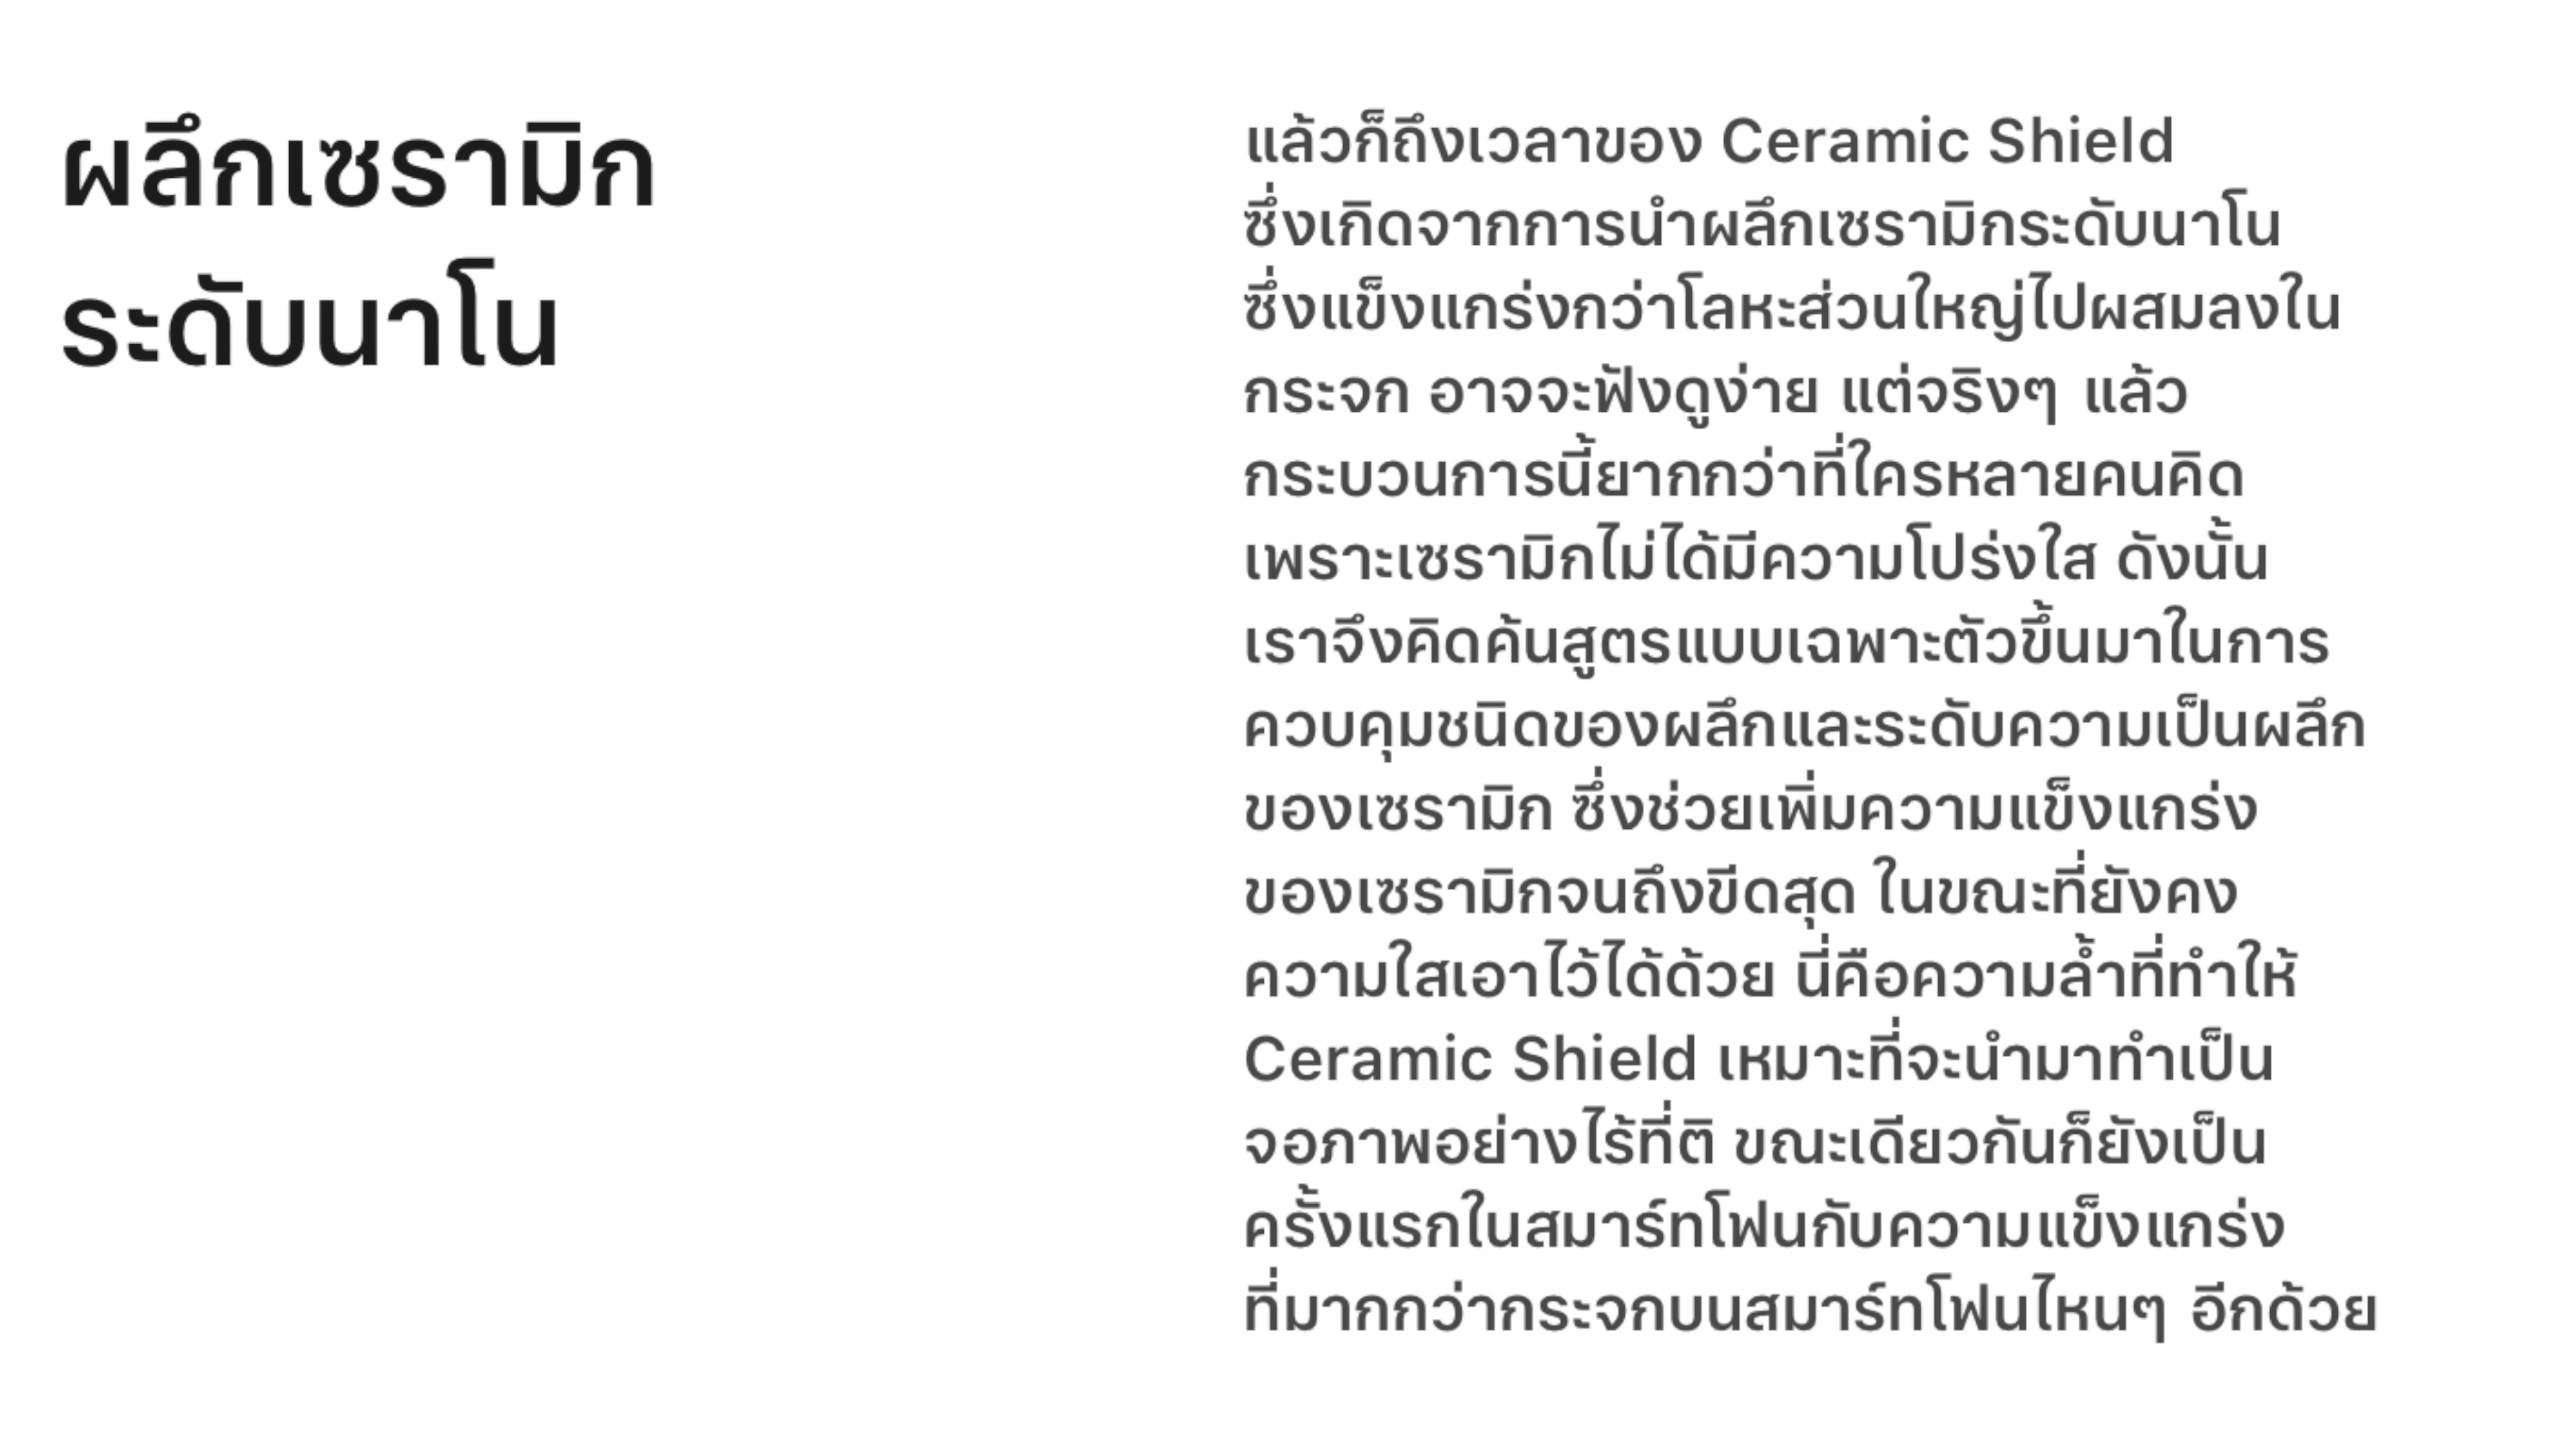 ผลึกเซรามิก
ระดับนาโน
แล้วก็ถึงเวลาของ Ceramic Shield
ซึ่งเกิดจากการนำผลึกเซรามิกระดับนาโน
ซึ่งแข็งแกร่งกว่าโลหะส่วนใหญ่ไปผสมลงใน
กระจก อาจจะฟังดูง่าย แต่จริงๆ แล้ว
กระบวนการนี้ยากกว่าที่ใครหลายคนคิด
เพราะเซรามิกไม่ได้มีความโปร่งใส ดังนั้น
เราจึงคิดค้นสูตรแบบเฉพาะตัวขึ้นมาในการ
ควบคุมชนิดของผลึกและระดับความเป็นผลึก
ของเซรามิก ซึ่งช่วยเพิ่มความแข็งแกร่ง
ของเซรามิกจนถึงขีดสุด ในขณะที่ยังคง
ความใสเอาไว้ได้ด้วย นี่คือความล้ำที่ทำให้
Ceramic Shield เหมาะที่จะนำมาทำเป็น
จอภาพอย่างไร้ที่ติ ขณะเดียวกันก็ยังเป็น
ครั้งแรกในสมาร์ทโฟนกับความแข็งแกร่ง
ที่มากกว่ากระจกบนสมาร์ทโฟนไหนๆ อีกด้วย